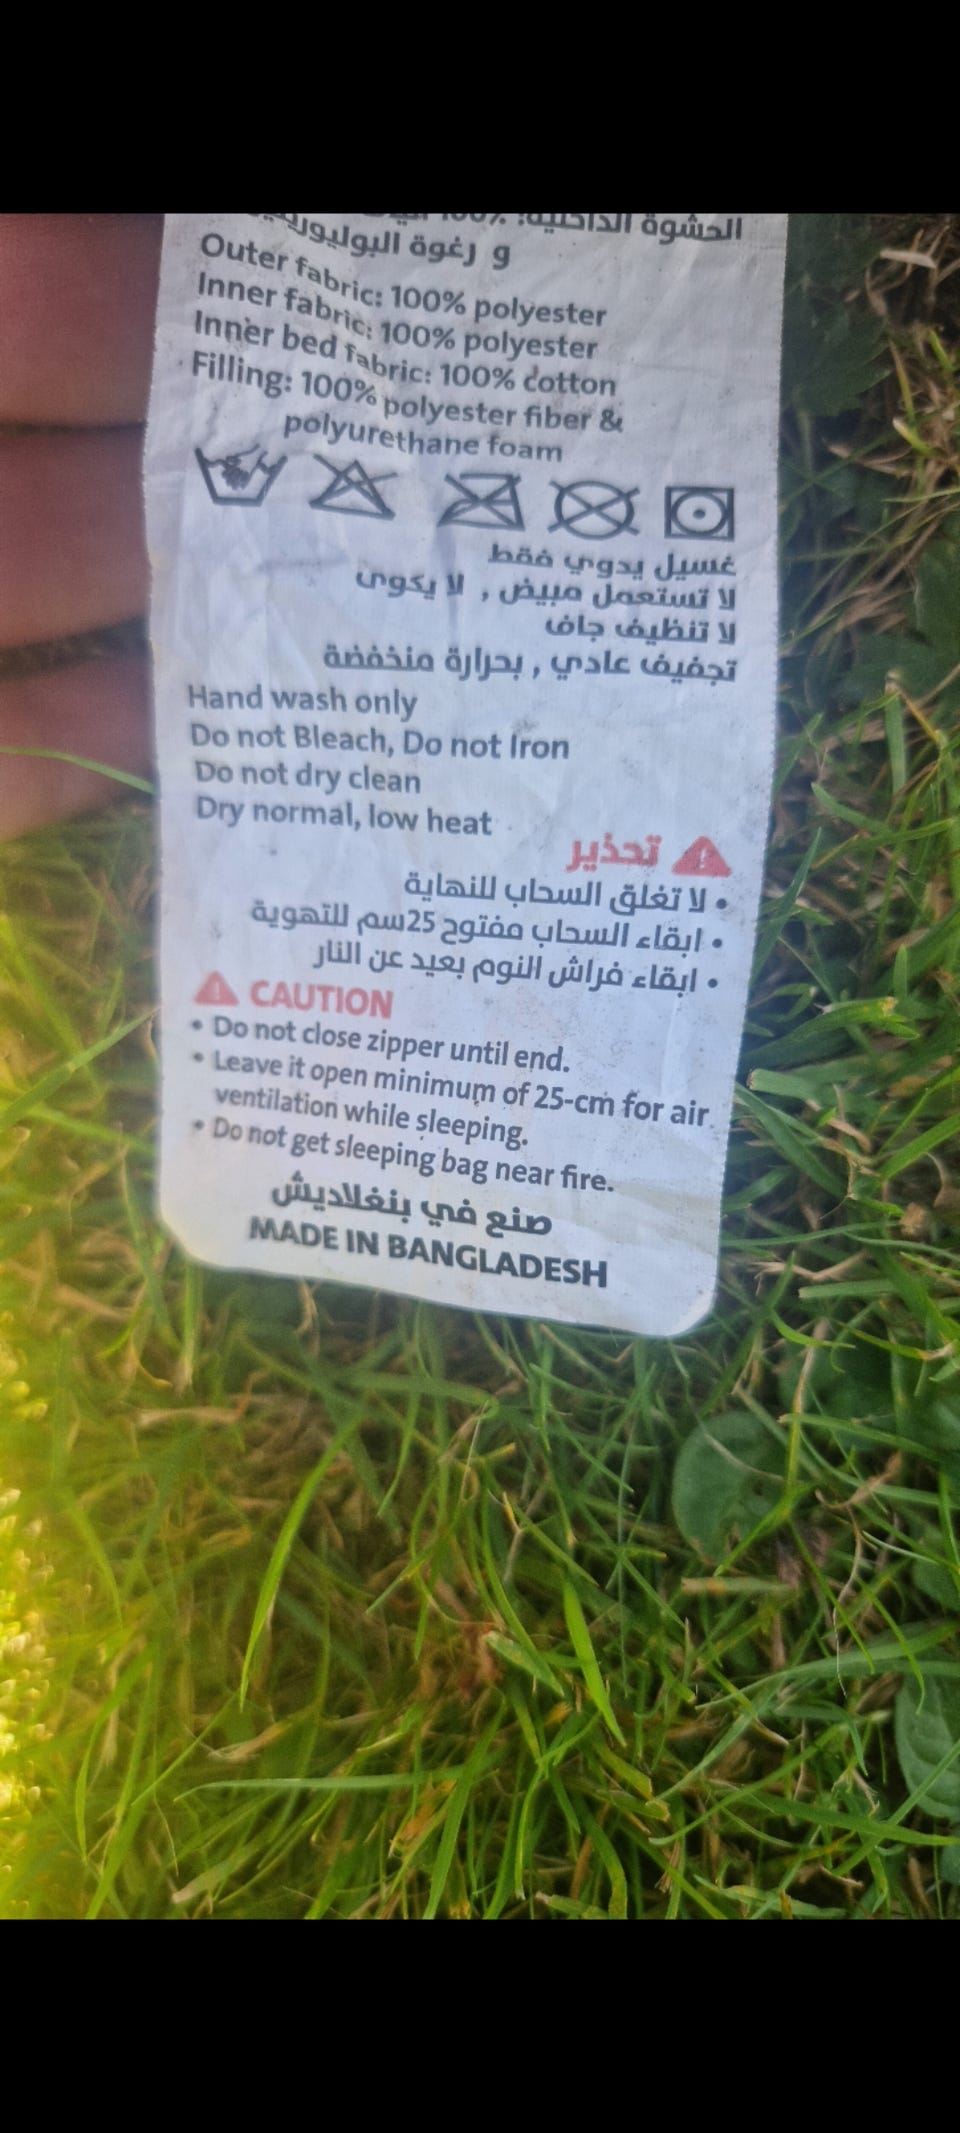 الحشوة الداخلية: 100%
و رغوة
Outer fabric: 100% polyester
Inner fabric: 100% polyester
Inner bed fabric: 100% cotton
Filling: 100% polyester fiber &
polyurethane foam
غسيل يدوي فقط
لا تستعمل مبيض , لا يكوى
لا تنظيف جاف
تجفيف عادي , بحرارة منخفضة
Hand wash only
Do not Bleach, Do not Iron
Do not dry clean
Dry normal, low heat
تحذير
• لا تغلق السحاب للنهاية
• ابقاء السحاب مفتوح 25سم للتهوية
• ابقاء فراش النوم بعيد عن النار
CAUTION
• Do not close zipper until end.
• Leave it open minimum of 25-cm for air
ventilation while sleeping.
• Do not get sleeping bag near fire.
صنع في بنغلاديش
MADE IN BANGLADESH